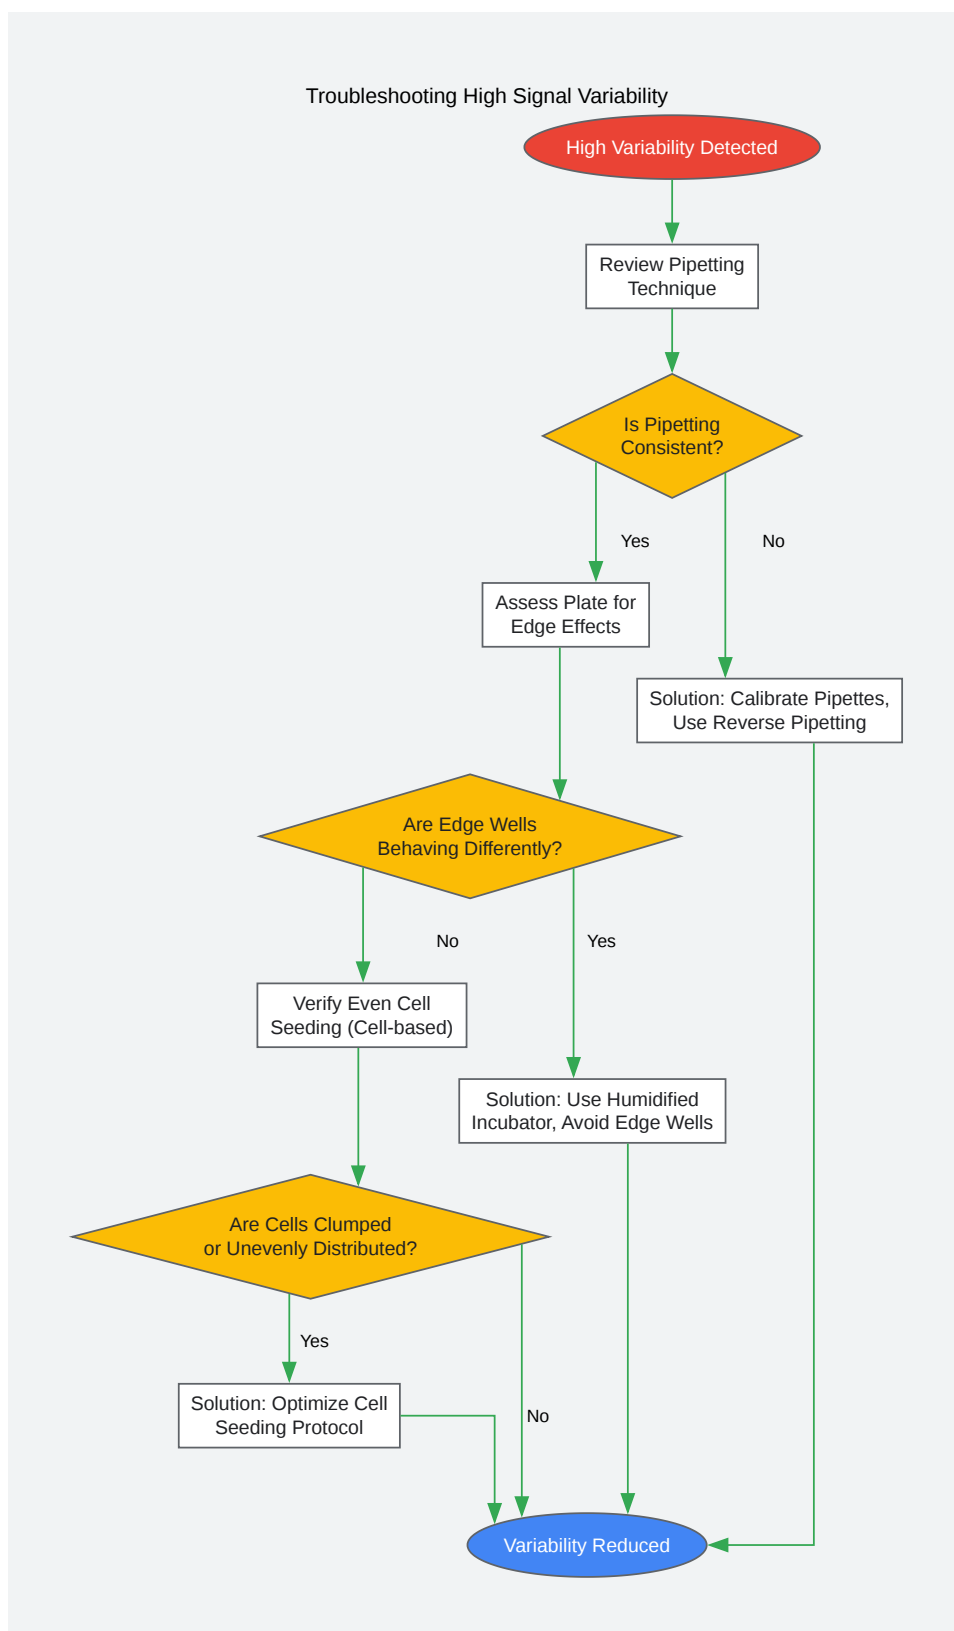 Troubleshooting High Signal Variability
High Variability Detected
Review Pipetting
Technique
Is Pipetting
Consistent?
Yes
No
Assess Plate for
Edge Effects
Solution: Calibrate Pipettes,
Use Reverse Pipetting
Are Edge Wells
Behaving Differently?
No
Yes
Verify Even Cell
Seeding (Cell-based)
Solution: Use Humidified
Incubator, Avoid Edge Wells
Are Cells Clumped
or Unevenly Distributed?
Yes
Solution: Optimize Cell
Seeding Protocol
No
Variability Reduced